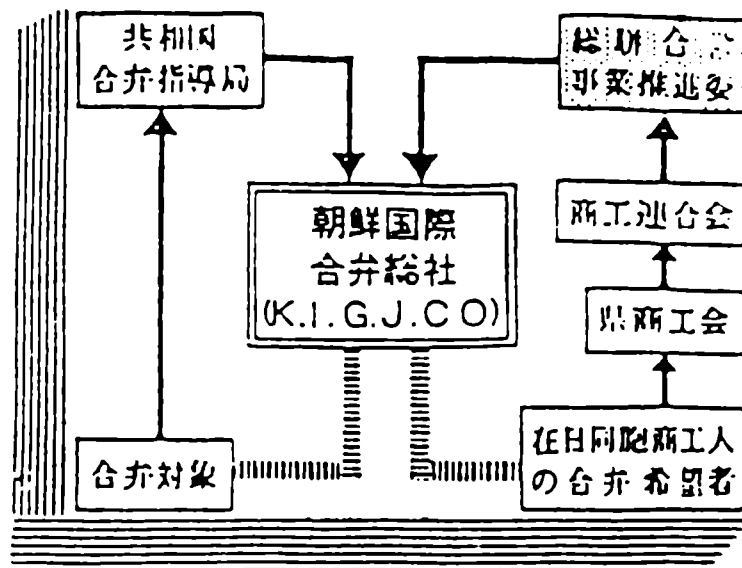 共和国
合弁指導局
総聯合弁
事業推進委
朝鮮国際
合弁総社
(K.I.G.J.CO)
商工連合会
県商工会
合弁対象
在日同胞商工人
の合弁希望者